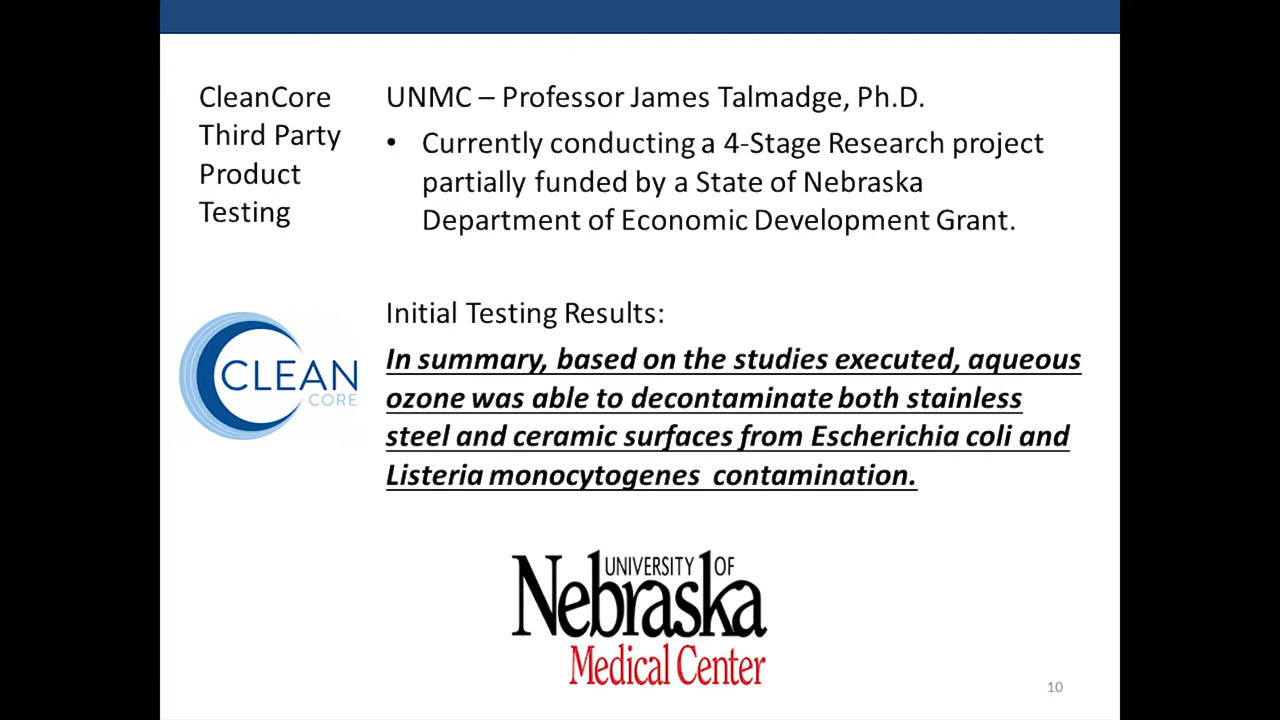 CleanCore
Third Party
Product
Testing
UNMC – Professor James Talmadge, Ph.D.
• Currently conducting a 4-Stage Research project
partially funded by a State of Nebraska
Department of Economic Development Grant.
CLEAN
CORE
Initial Testing Results:
In summary, based on the studies executed, aqueous
ozone was able to decontaminate both stainless
steel and ceramic surfaces from Escherichia coli and
Listeria monocytogenes contamination.
UNIVERSITY OF
Nebraska
Medical Center
10